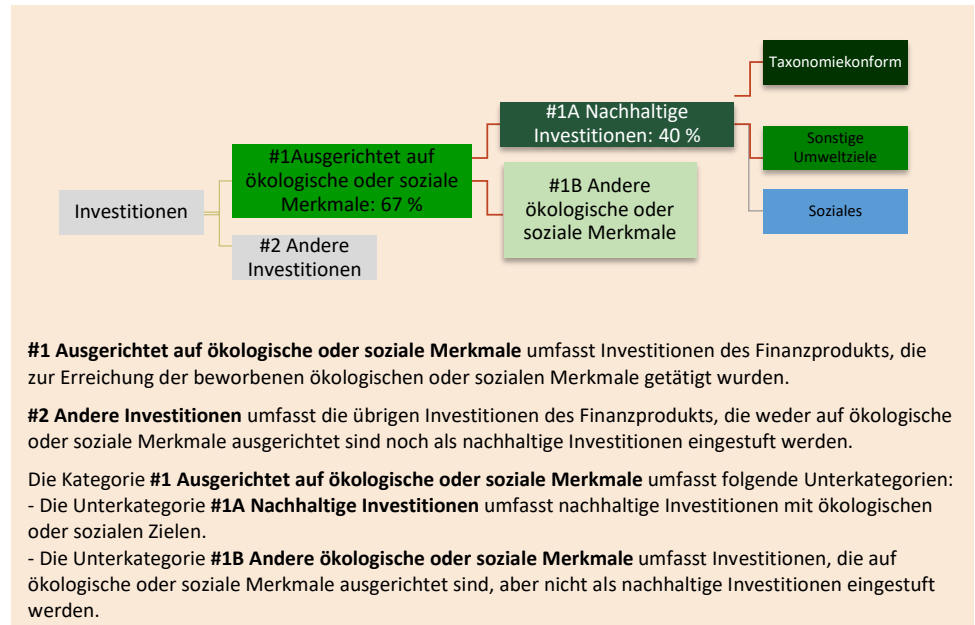 Taxonomiekonform
#1A Nachhaltige
Investitionen: 40 %
Sonstige
Umweltziele
#1Ausgerichtet auf
ökologische oder soziale
Merkmale: 67 %
#1B Andere
ökologische oder
soziale Merkmale
Investitionen
Soziales
#2 Andere
Investitionen
#1 Ausgerichtet auf ökologische oder soziale Merkmale umfasst Investitionen des Finanzprodukts, die
zur Erreichung der beworbenen ökologischen oder sozialen Merkmale getätigt wurden.
#2 Andere Investitionen umfasst die übrigen Investitionen des Finanzprodukts, die weder auf ökologische
oder soziale Merkmale ausgerichtet sind noch als nachhaltige Investitionen eingestuft werden.
Die Kategorie #1 Ausgerichtet auf ökologische oder soziale Merkmale umfasst folgende Unterkategorien:
- Die Unterkategorie #1A Nachhaltige Investitionen umfasst nachhaltige Investitionen mit ökologischen
oder sozialen Zielen.
- Die Unterkategorie #1B Andere ökologische oder soziale Merkmale umfasst Investitionen, die auf
ökologische oder soziale Merkmale ausgerichtet sind, aber nicht als nachhaltige Investitionen eingestuft
werden.